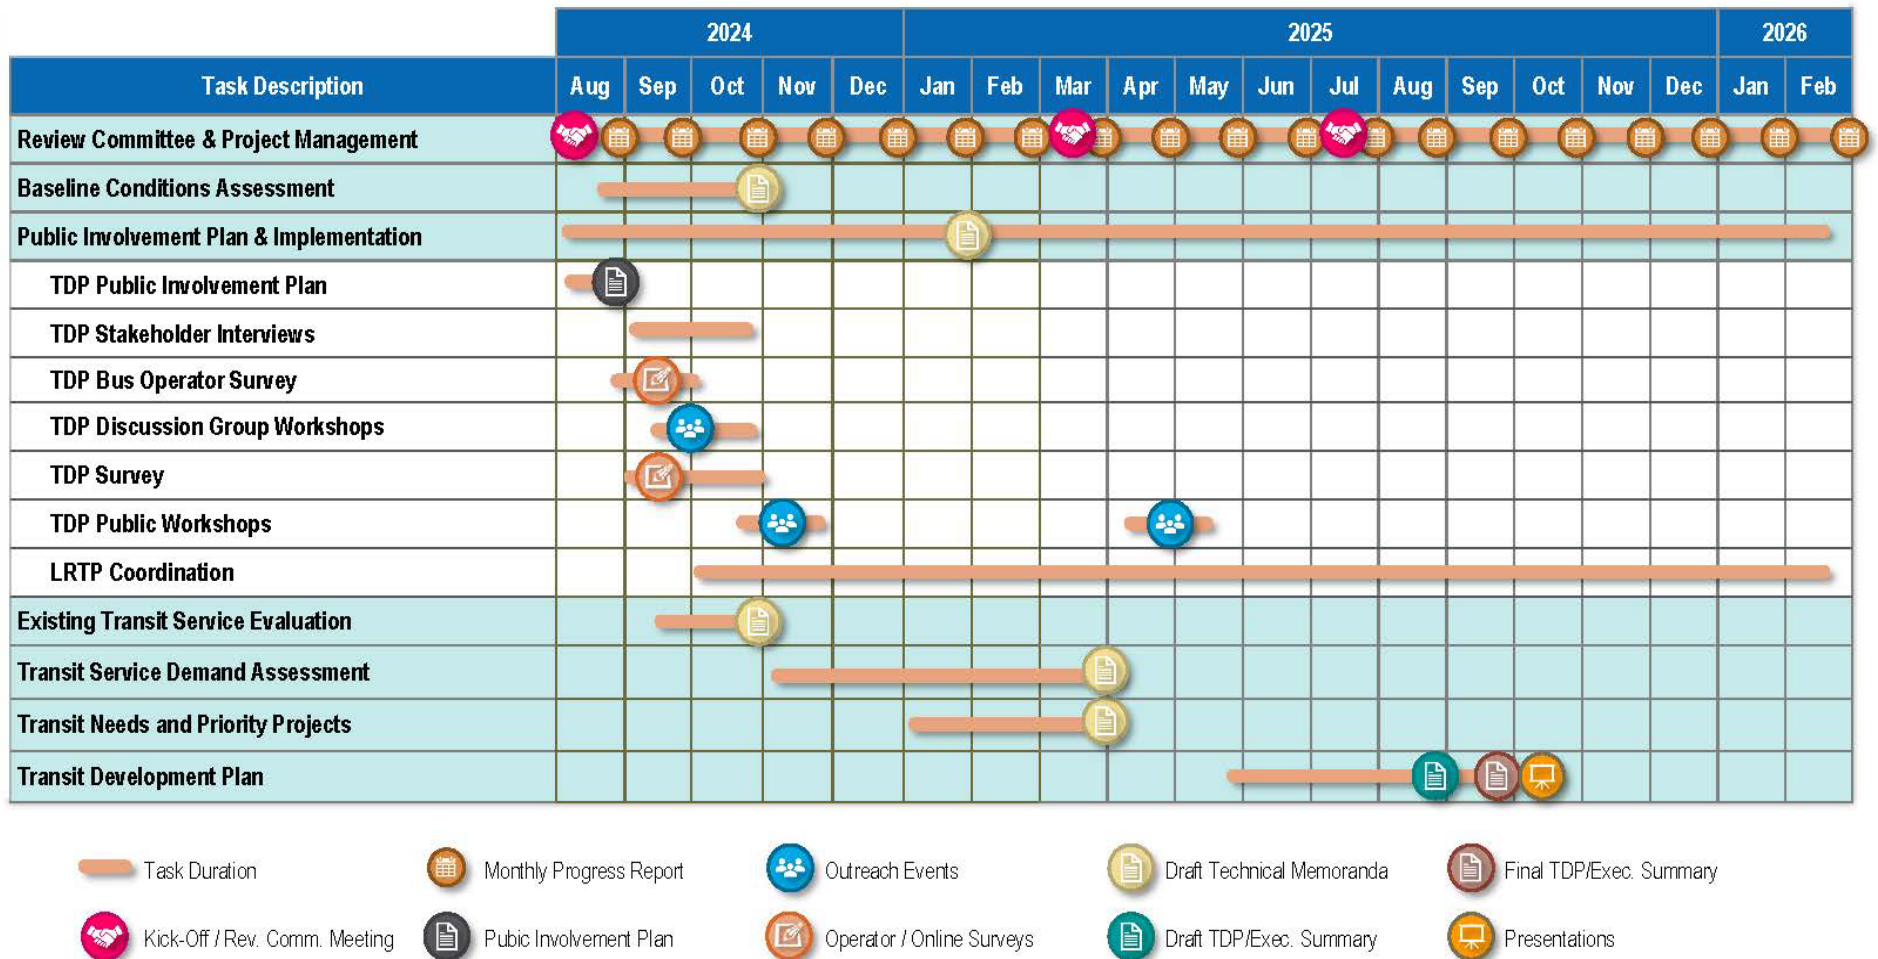 2024 2025 2026
Task Description Aug Sep Oct Nov Dec Jan Feb Mar Apr May Jun Jul Aug Sep Oct Nov Dec Jan Feb
Review Committee & Project Management
Baseline Conditions Assessment
Public Involvement Plan & Implementation
TDP Public Involvement Plan
TDP Stakeholder Interviews
TDP Bus Operator Survey
TDP Discussion Group Workshops
TDP Survey
TDP Public Workshops
LRTP Coordination
Existing Transit Service Evaluation
Transit Service Demand Assessment
Transit Needs and Priority Projects
Transit Development Plan
Task Duration Monthly Progress Report Outreach Events Draft Technical Memoranda Final TDP/Exec. Summary
Kick-Off / Rev. Comm. Meeting Pubic Involvement Plan Operator / Online Surveys Draft TDP/Exec. Summary Presentations